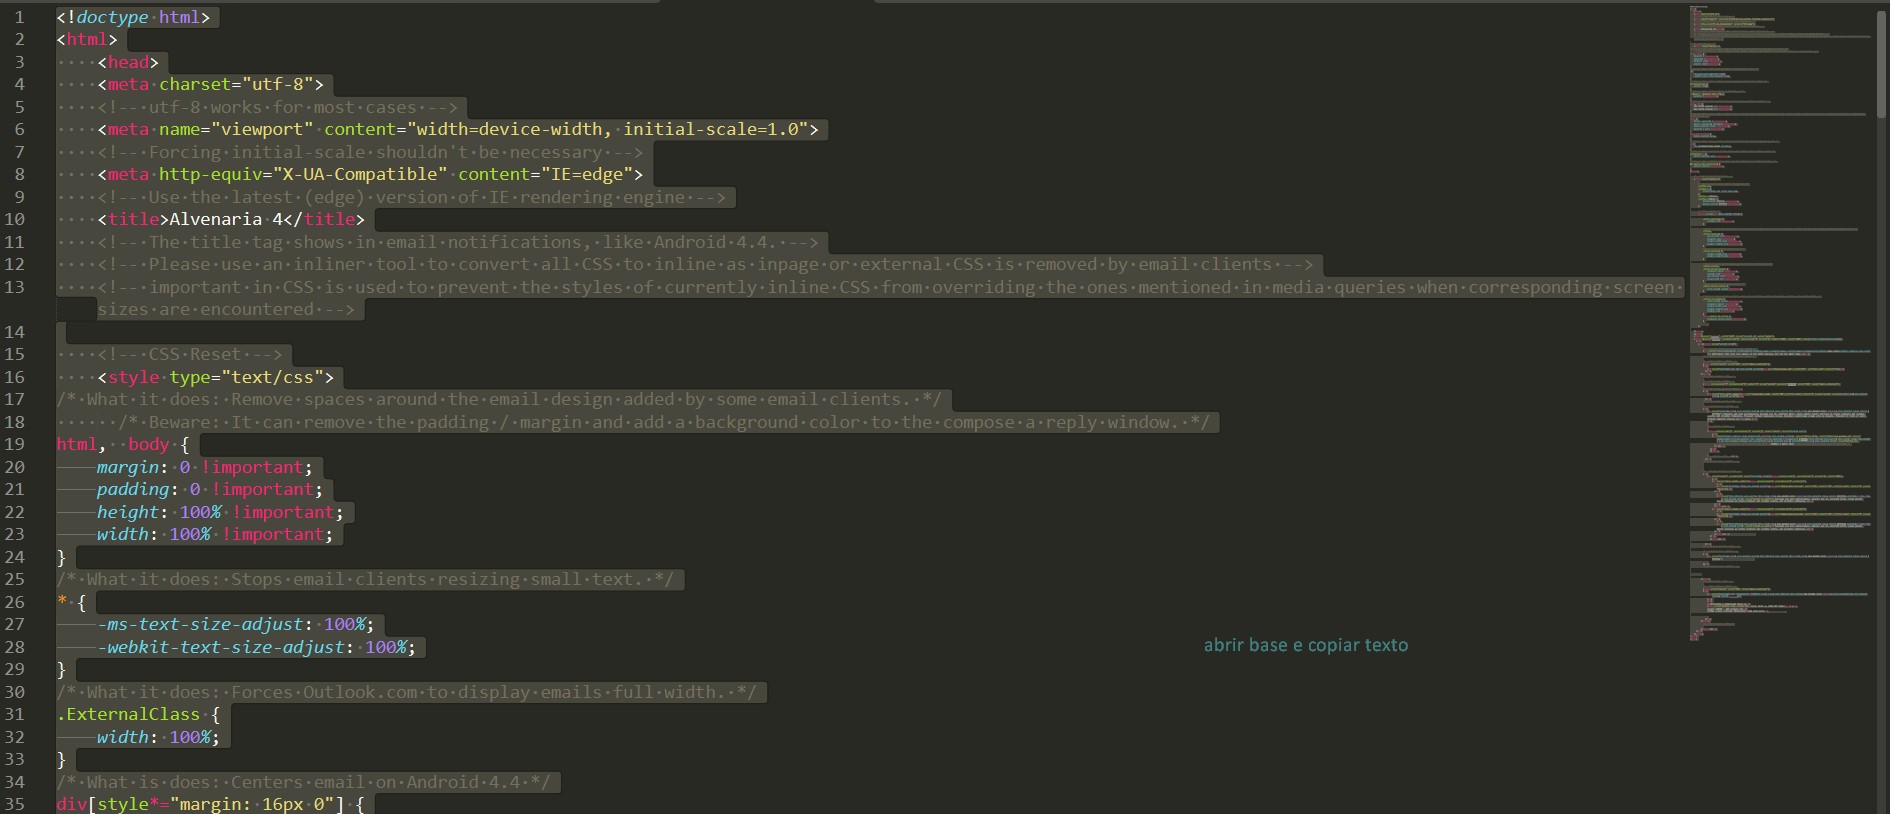 1 <!doctype html>
2 <html>
3 <head>
4 <meta charset="utf-8">
5 <!-- utf-8 works for most cases -->
6 <meta name="viewport" content="width=device-width, initial-scale=1.0">
7 <!-- Forcing initial-scale shouldn't be necessary -->
8 <meta http-equiv="X-UA-Compatible" content="IE=edge">
9 <!-- Use the latest (edge) version of IE rendering engine -->
10 <title>Alvenaria 4</title>
11 <!-- The title tag shows in email notifications, like Android 4.4. -->
12 <!-- Please use an inliner tool to convert all CSS to inline as inpage or external CSS is removed by email clients -->
13 <!-- important in CSS is used to prevent the styles of currently inline CSS from overriding the ones mentioned in media queries when corresponding screen
sizes are encountered -->
14
15 <!-- CSS Reset -->
16 <style type="text/css">
17 /* What it does: Remove spaces around the email design added by some email clients. */
18 /* Beware: It can remove the padding / margin and add a background color to the compose a reply window. */
19 html,  body {
20 margin: 0 !important;
21 padding: 0 !important;
22 height: 100% !important;
23 width: 100% !important;
24 }
25 /* What it does: Stops email clients resizing small text. */
26 * {
27 -ms-text-size-adjust: 100%;
28 -webkit-text-size-adjust: 100%;
abrir base e copiar texto
29 }
30 /* What it does: Forces Outlook.com to display emails full width. */
31 .ExternalClass {
32 width: 100%;
33 }
34 /* What is does: Centers email on Android 4.4 */
35 div[style*="margin: 16px 0"] {